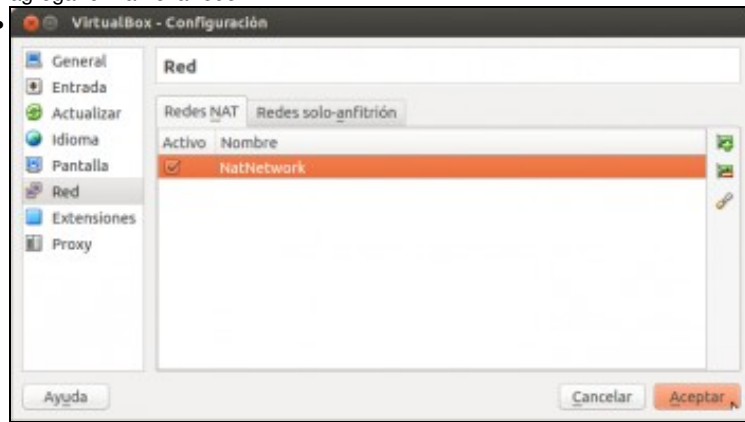 VirtualBox - Configuración
General
Entrada
Actualizar
Idioma
Pantalla
Red
Extensiones
Proxy
Red
Redes NAT Redes solo-anfitrión
Activo Nombre
NatNetwork
Ayuda Cancelar Aceptar